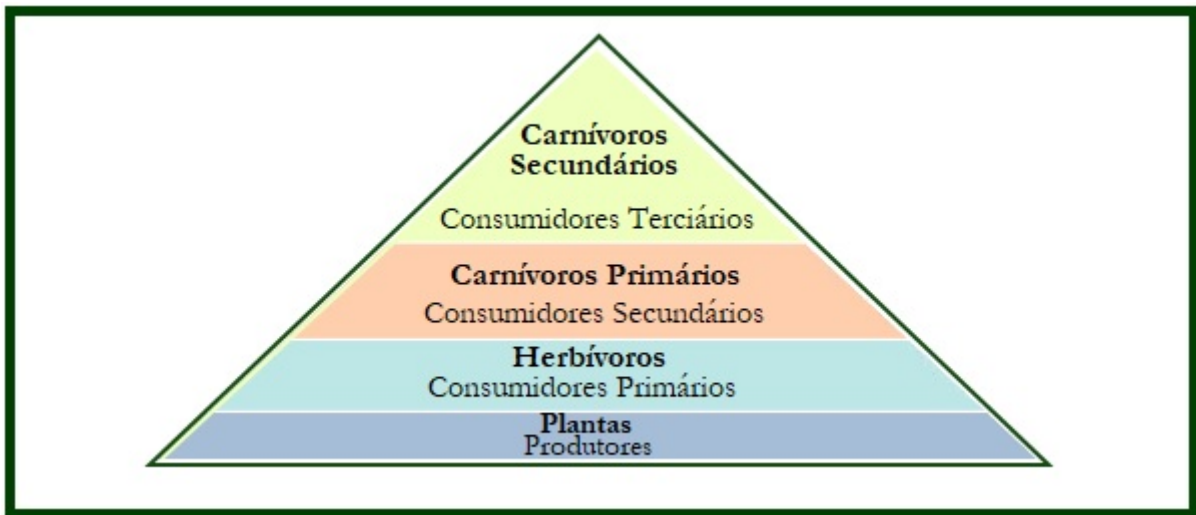 Carnívoros
Secundários
Consumidores Terciários
Carnívoros Primários
Consumidores Secundários
Herbívoros
Consumidores Primários
Plantas
Produtores